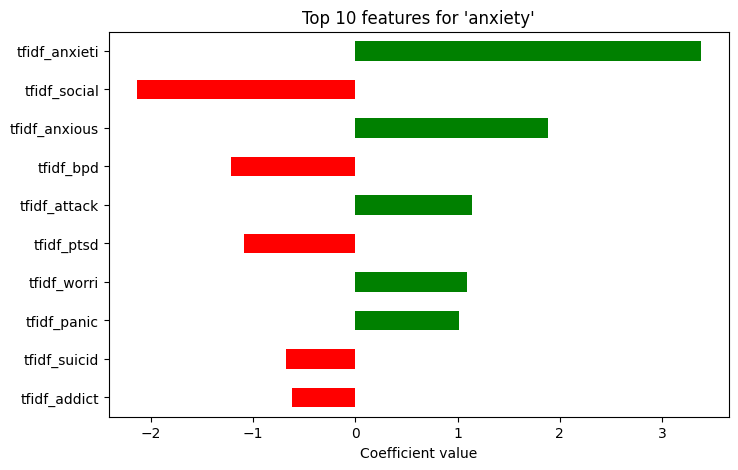 Top 10 features for 'anxiety'
tfidf_anxieti
tfidf_social
tfidf_anxious
tfidf_bpd
tfidf_attack
tfidf_ptsd
tfidf_worri
tfidf_panic
tfidf_suicid
tfidf_addict
−2 −1 0 1 2 3
Coefficient value